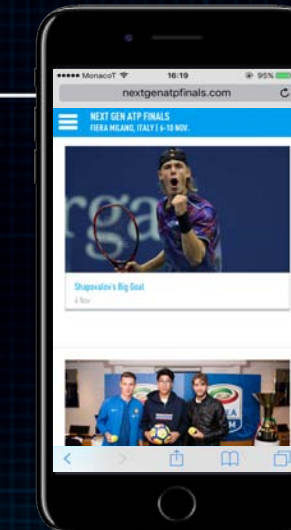 MonacoT
16:19
95%
nextgenatpfinals.com
NEXT GEN ATP FINALS
FIERA MILANO, ITALY | 6-10 NOV.
rga
Shapovalov's Big Goal
4 Nov